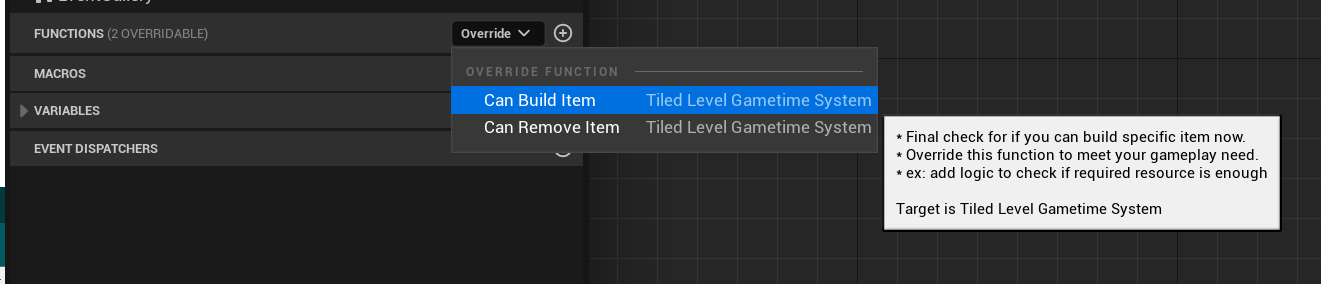 FUNCTIONS (2 OVERRIDABLE)
Override
MACROS
VARIABLES
EVENT DISPATCHERS
OVERRIDE FUNCTION
Can Build Item Tiled Level Gametime System
Can Remove Item Tiled Level Gametime System
* Final check for if you can build specific item now.
* Override this function to meet your gameplay need.
* ex: add logic to check if required resource is enough
Target is Tiled Level Gametime System